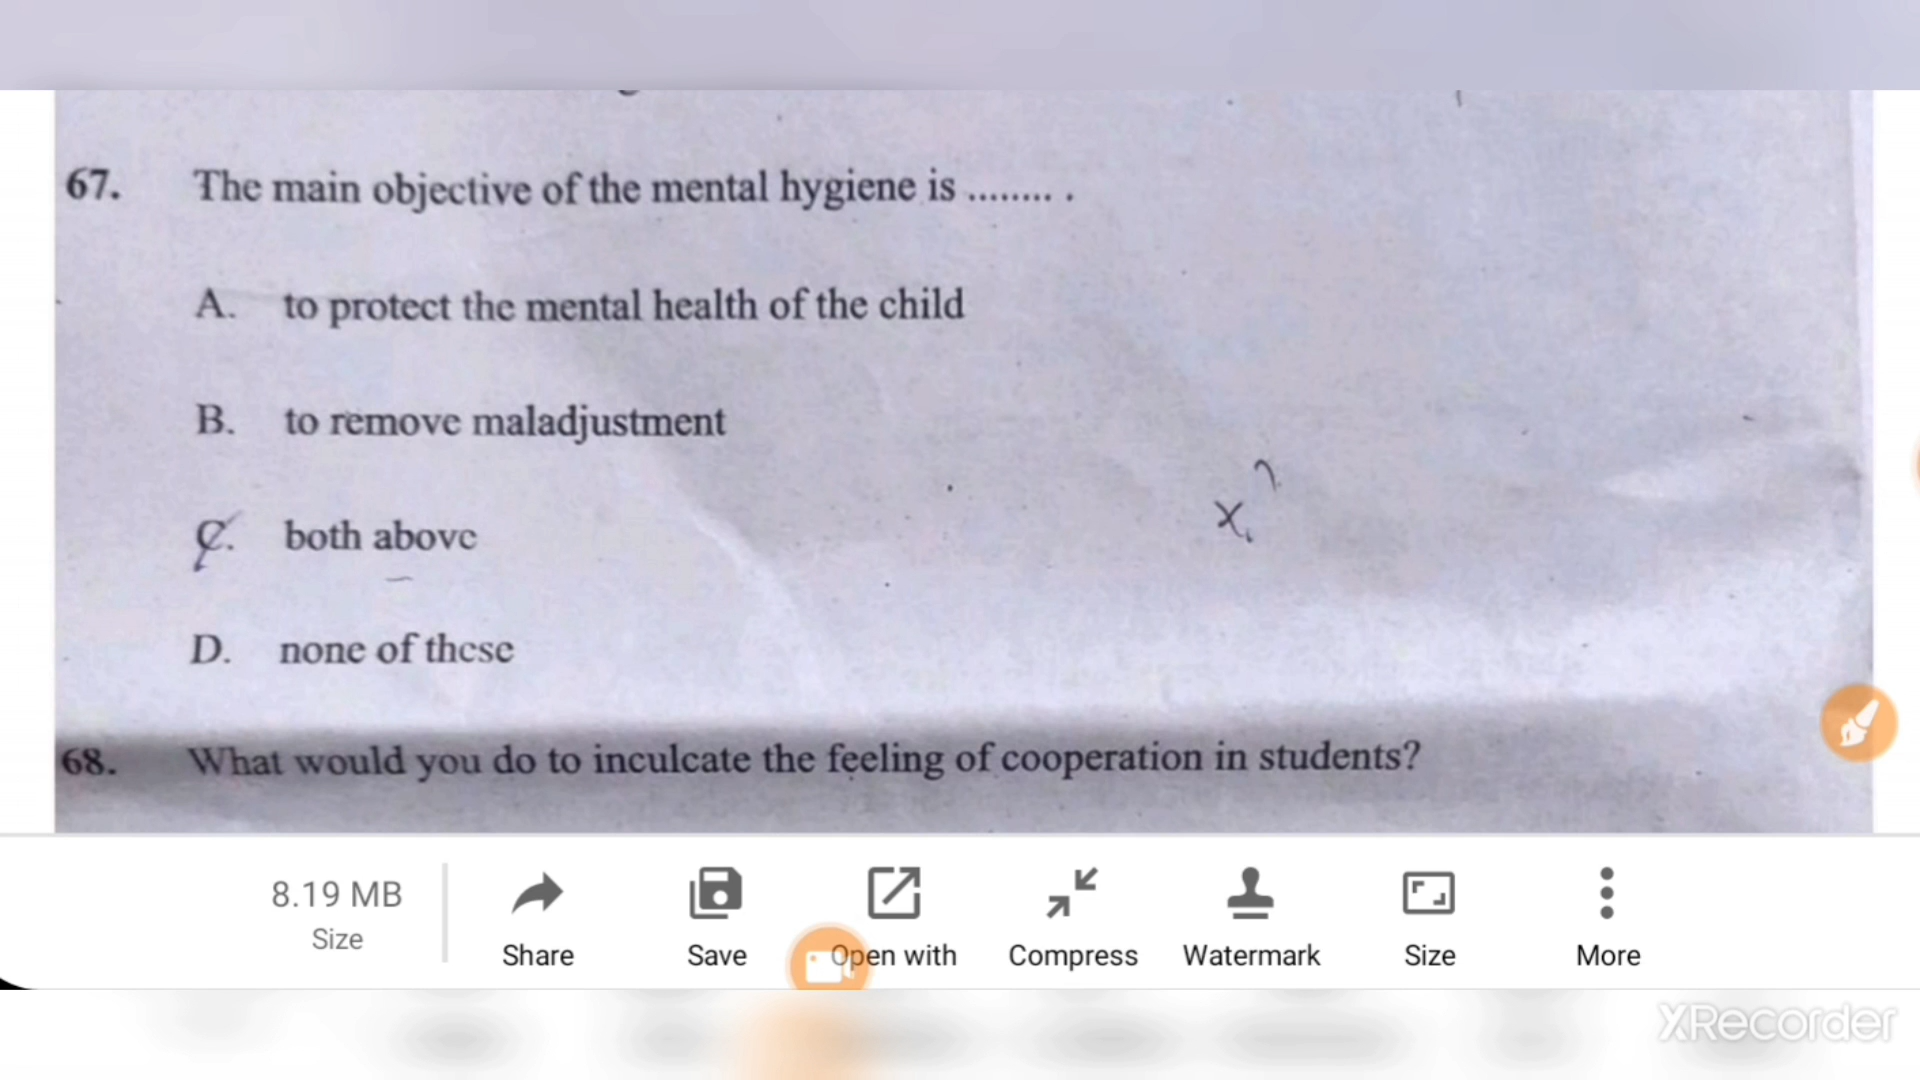 67. The main objective of the mental hygiene is ........ .
A. to protect the mental health of the child
B. to remove maladjustment
C. both above
x
D. none of these
68. What would you do to inculcate the feeling of cooperation in students?
8.19 MB
Size
Share
Save
Open with
Compress
Watermark
Size
More
XRecorder